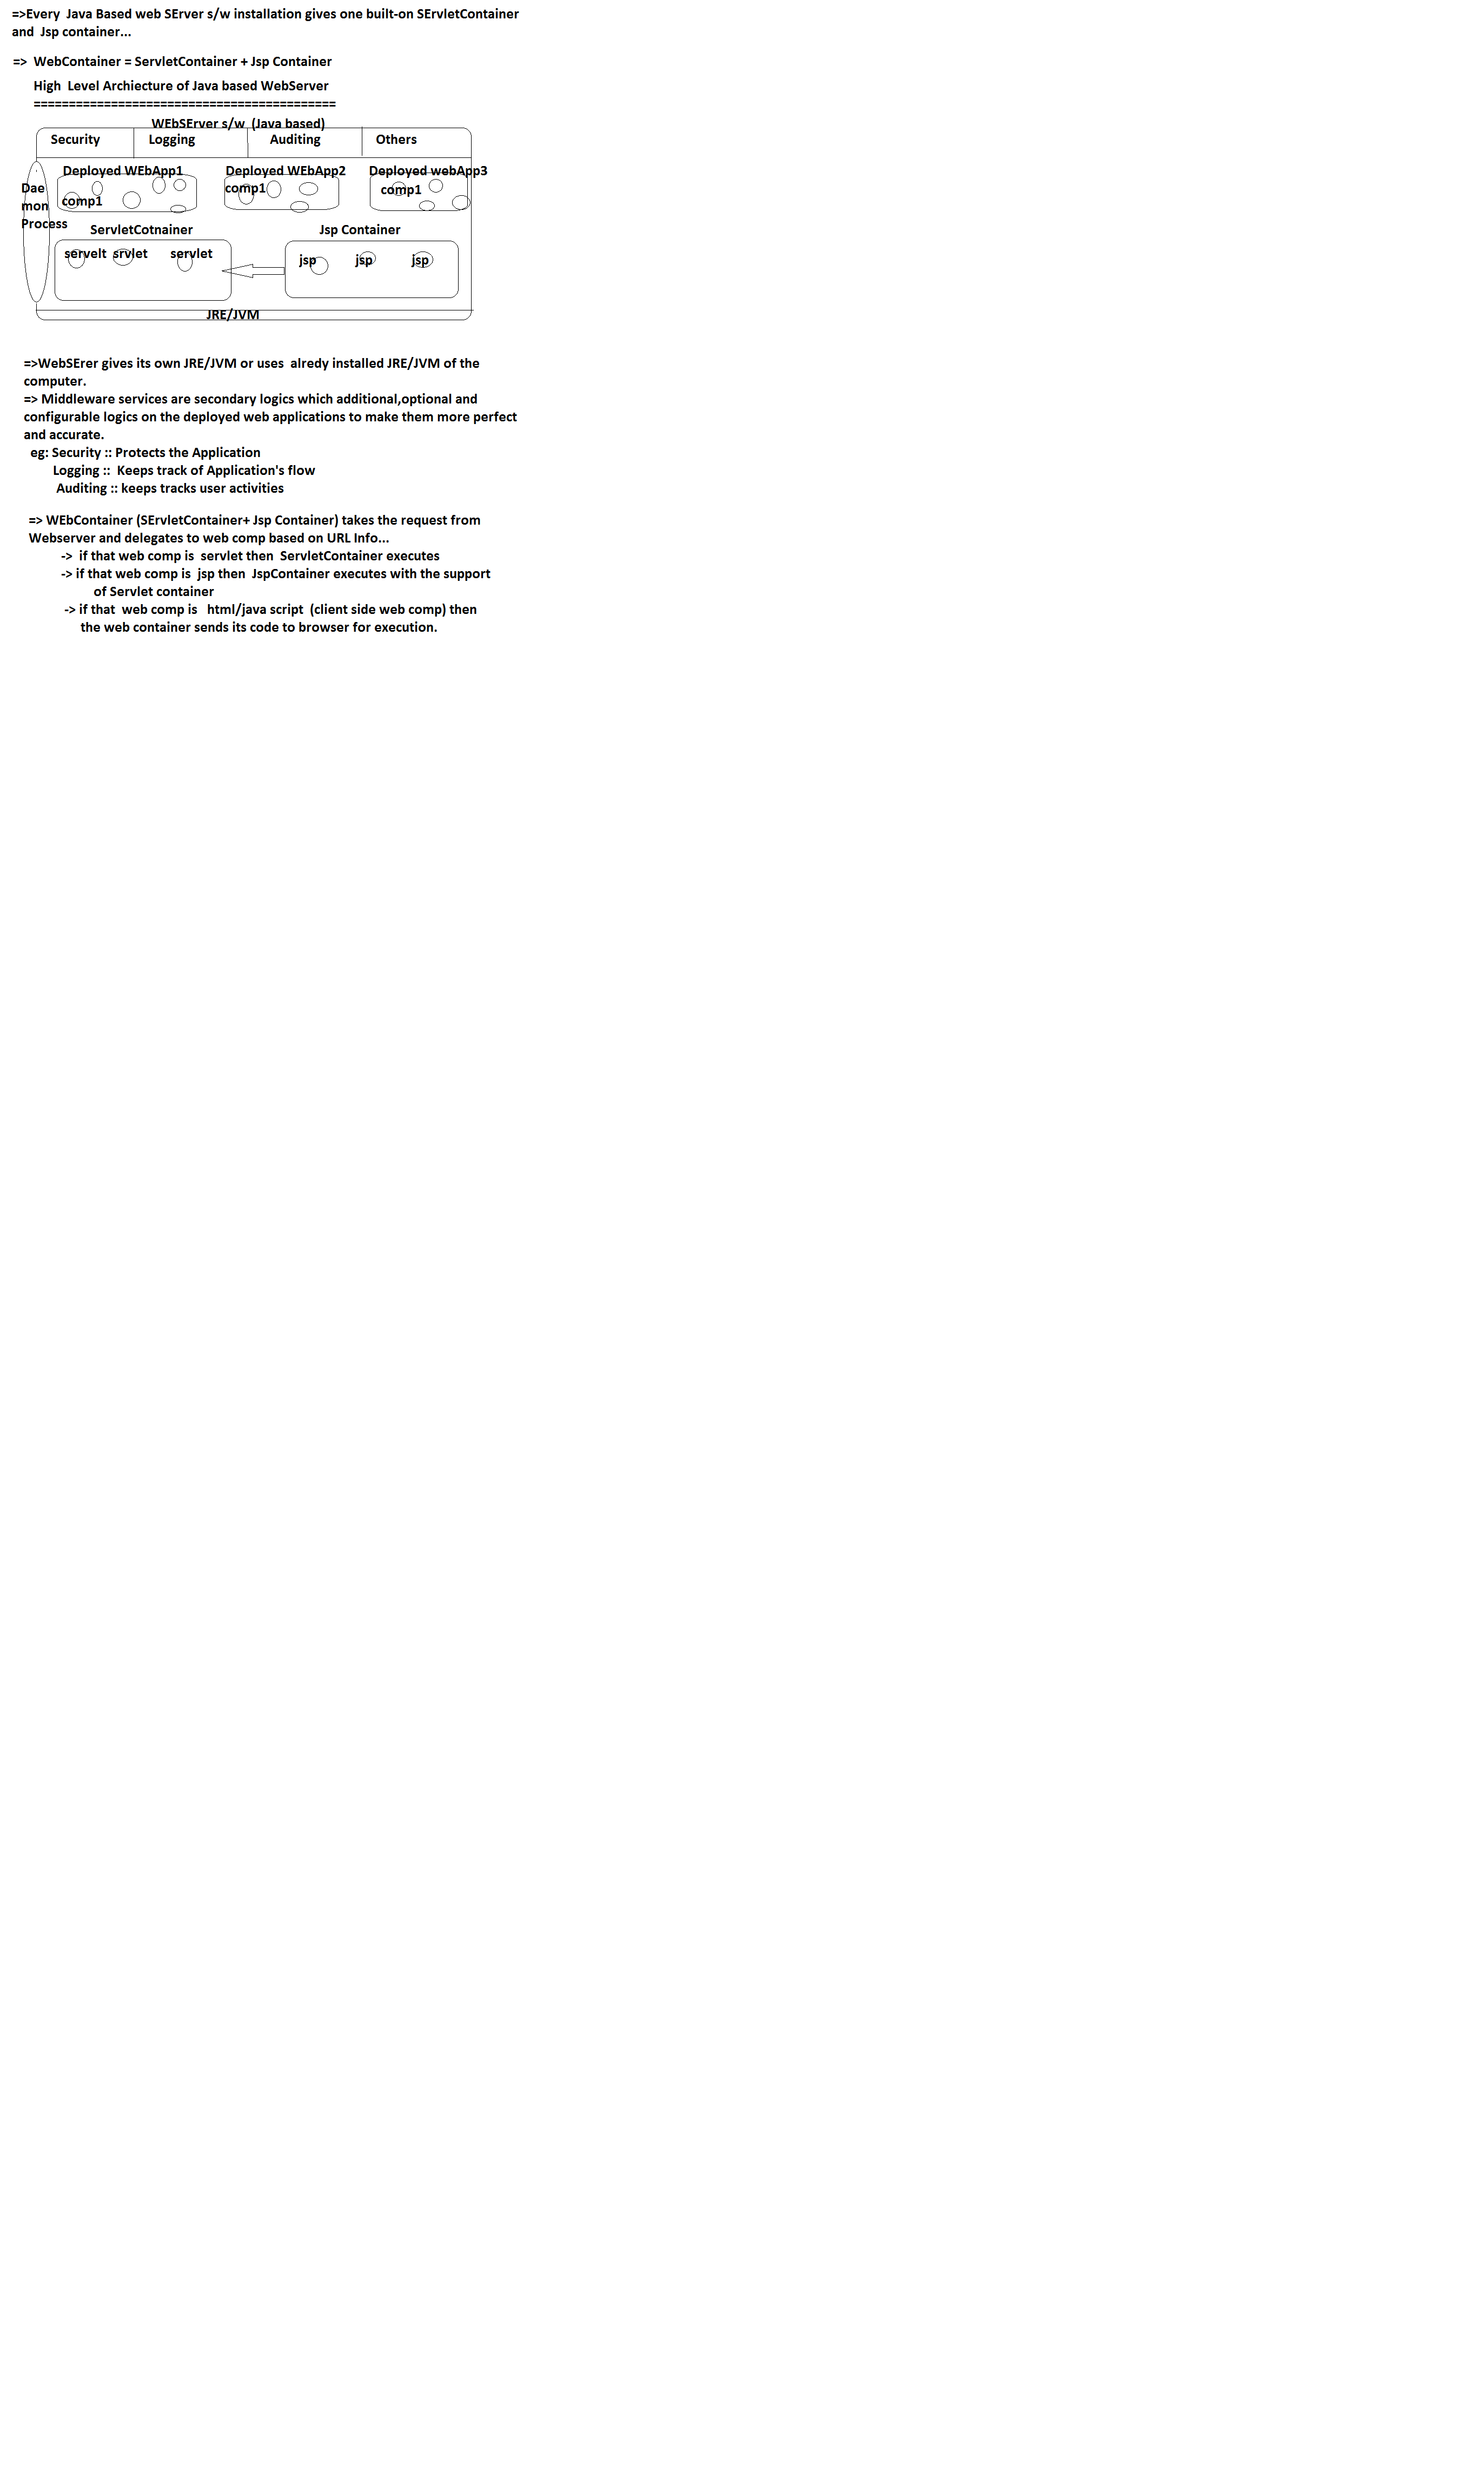 =>Every  Java Based web SErver s/w installation gives one built-on SErvletContainer
and  Jsp container...
=>  WebContainer = ServletContainer + Jsp Container
High  Level Archiecture of Java based WebServer
===========================================
WEbSErver s/w  (Java based)
Security Logging Auditing Others
Deployed WEbApp1 Deployed WEbApp2 Deployed webApp3
Dae comp1 comp1
mon comp1
Process
ServletCotnainer Jsp Container
servelt srvlet servlet
jsp jsp jsp
JRE/JVM
=>WebSErer gives its own JRE/JVM or uses  alredy installed JRE/JVM of the
computer.
=> Middleware services are secondary logics which additional,optional and
configurable logics on the deployed web applications to make them more perfect
and accurate.
eg: Security :: Protects the Application
Logging ::  Keeps track of Application's flow
Auditing :: keeps tracks user activities
=> WEbContainer (SErvletContainer+ Jsp Container) takes the request from
Webserver and delegates to web comp based on URL Info...
->  if that web comp is  servlet then  ServletContainer executes
-> if that web comp is  jsp then  JspContainer executes with the support
of Servlet container
-> if that  web comp is   html/java script  (client side web comp) then
the web container sends its code to browser for execution.